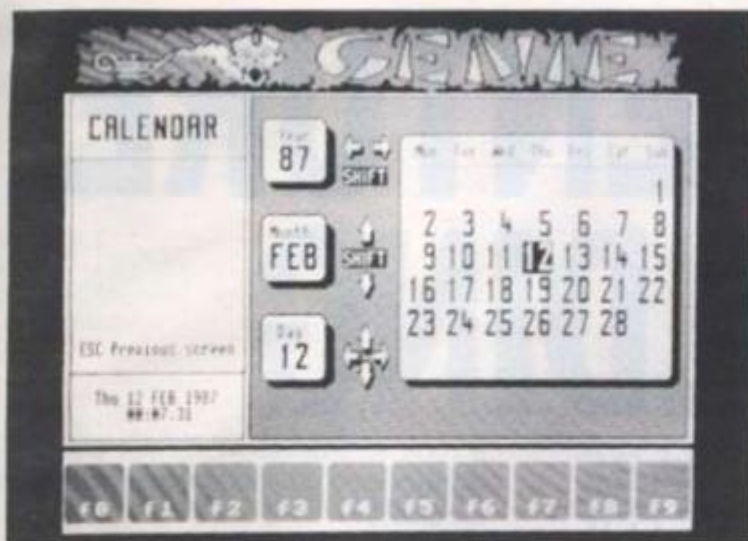 GENIE
CALENDAR
Year
87
SHIFT
Month
FEB
SHIFT
Day
12
Mon Tue Wed Thu Fri Sat Sun
1
2 3 4 5 6 7 8
9 10 11 12 13 14 15
16 17 18 19 20 21 22
23 24 25 26 27 28
ESC Previous screen
Thu 12 FEB 1987
00:07.31
F0 F1 F2 F3 F4 F5 F6 F7 F8 F9